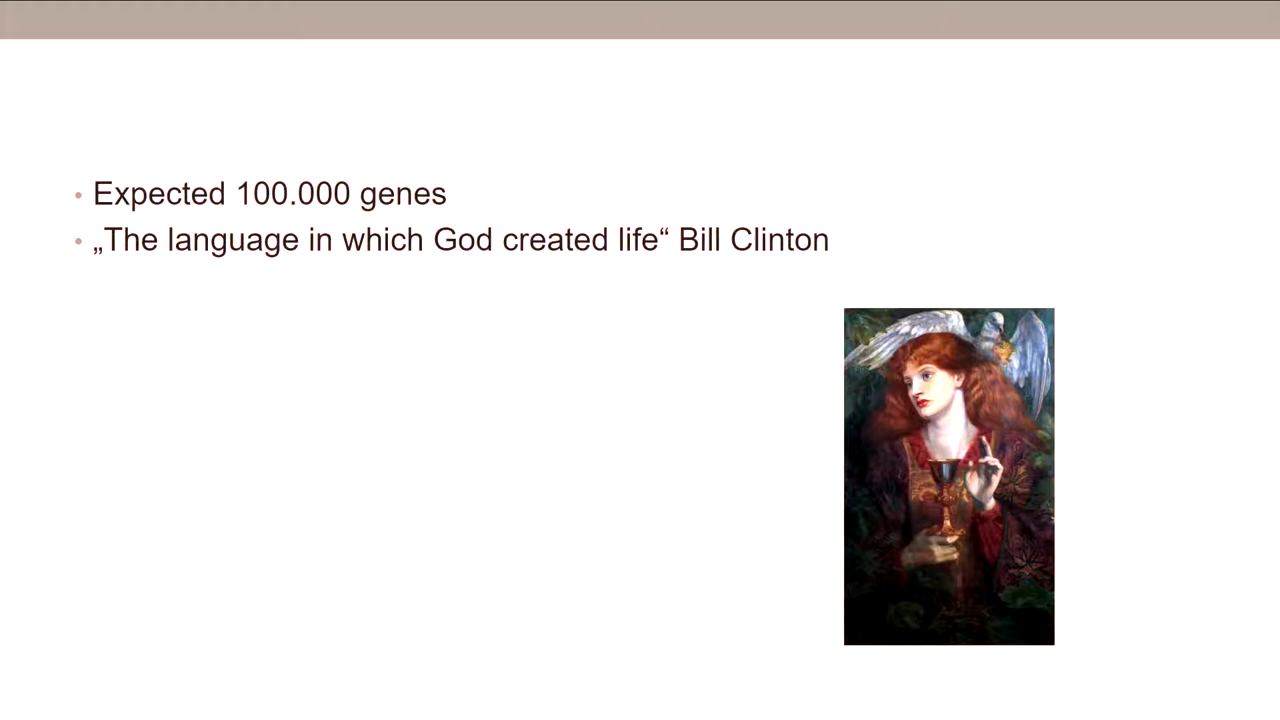 • Expected 100.000 genes
• „The language in which God created life“ Bill Clinton